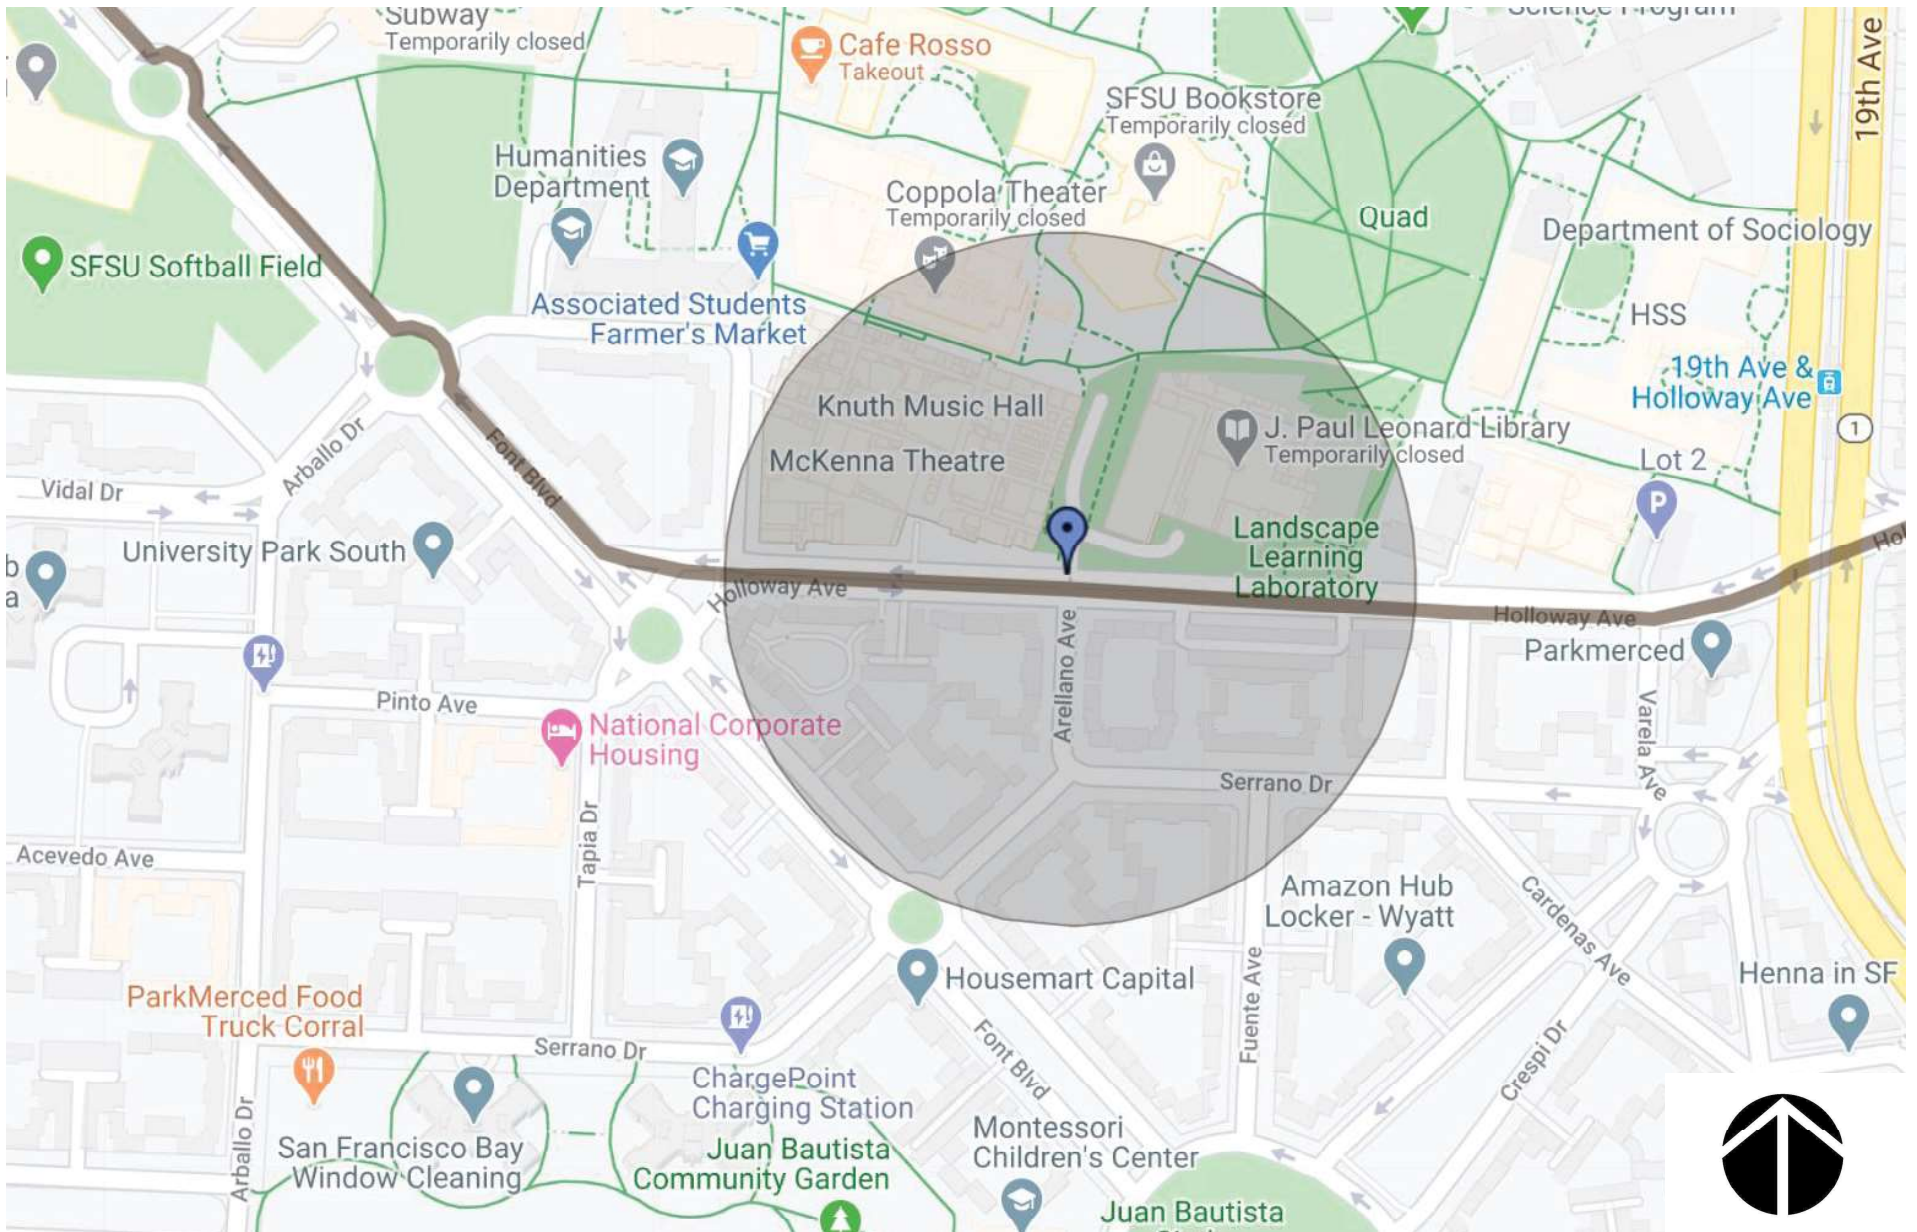 Subway
Temporarily closed
Cafe Rosso
Takeout
Science Program
19th Ave
SFSU Bookstore
Temporarily closed
Humanities
Department
Coppola Theater
Temporarily closed
Quad
Department of Sociology
SFSU Softball Field
Associated Students
Farmer's Market
HSS
19th Ave &
Holloway Ave
1
Knuth Music Hall
McKenna Theatre
J. Paul Leonard Library
Temporarily closed
Lot 2
P
Arballo Dr
Font Blvd
Vidal Dr
University Park South
Landscape
Learning
Laboratory
Hol
b
a
Holloway Ave
Holloway Ave
Arellano Ave
Parkmerced
Pinto Ave
National Corporate
Housing
Varela Ave
Serrano Dr
Tapia Dr
Acevedo Ave
Amazon Hub
Locker - Wyatt
Cardenas Ave
Housemart Capital
Henna in SF
ParkMerced Food
Truck Corral
Fuente Ave
Serrano Dr
Font Blvd
Crespi Dr
ChargePoint
Charging Station
Arballo Dr
San Francisco Bay
Window Cleaning
Juan Bautista
Community Garden
Montessori
Children's Center
Juan Bautista